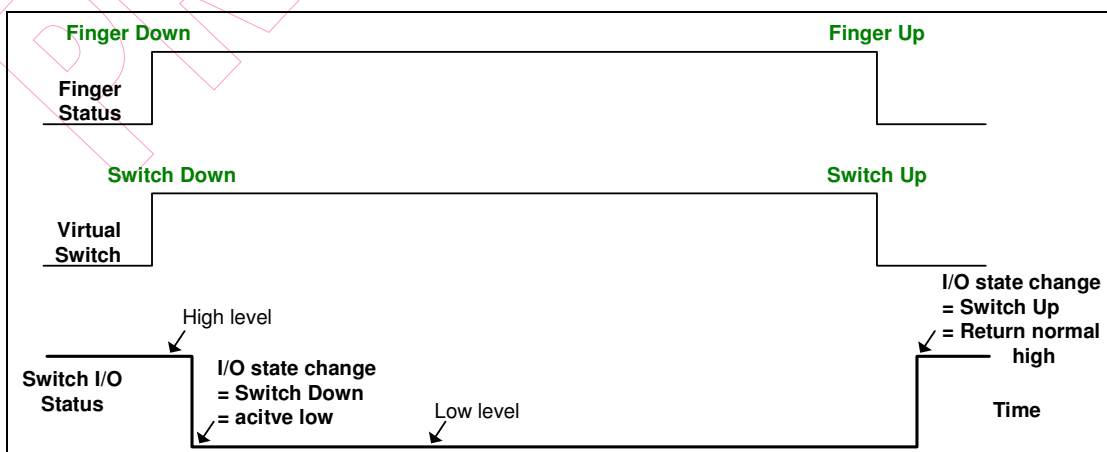 Finger Down
Finger Up
Finger
Status
Switch Down
Switch Up
Virtual
Switch
I/O state change
= Switch Up
= Return normal
high
High level
Switch I/O
Status
I/O state change
= Switch Down
= acitve low
Low level
Time